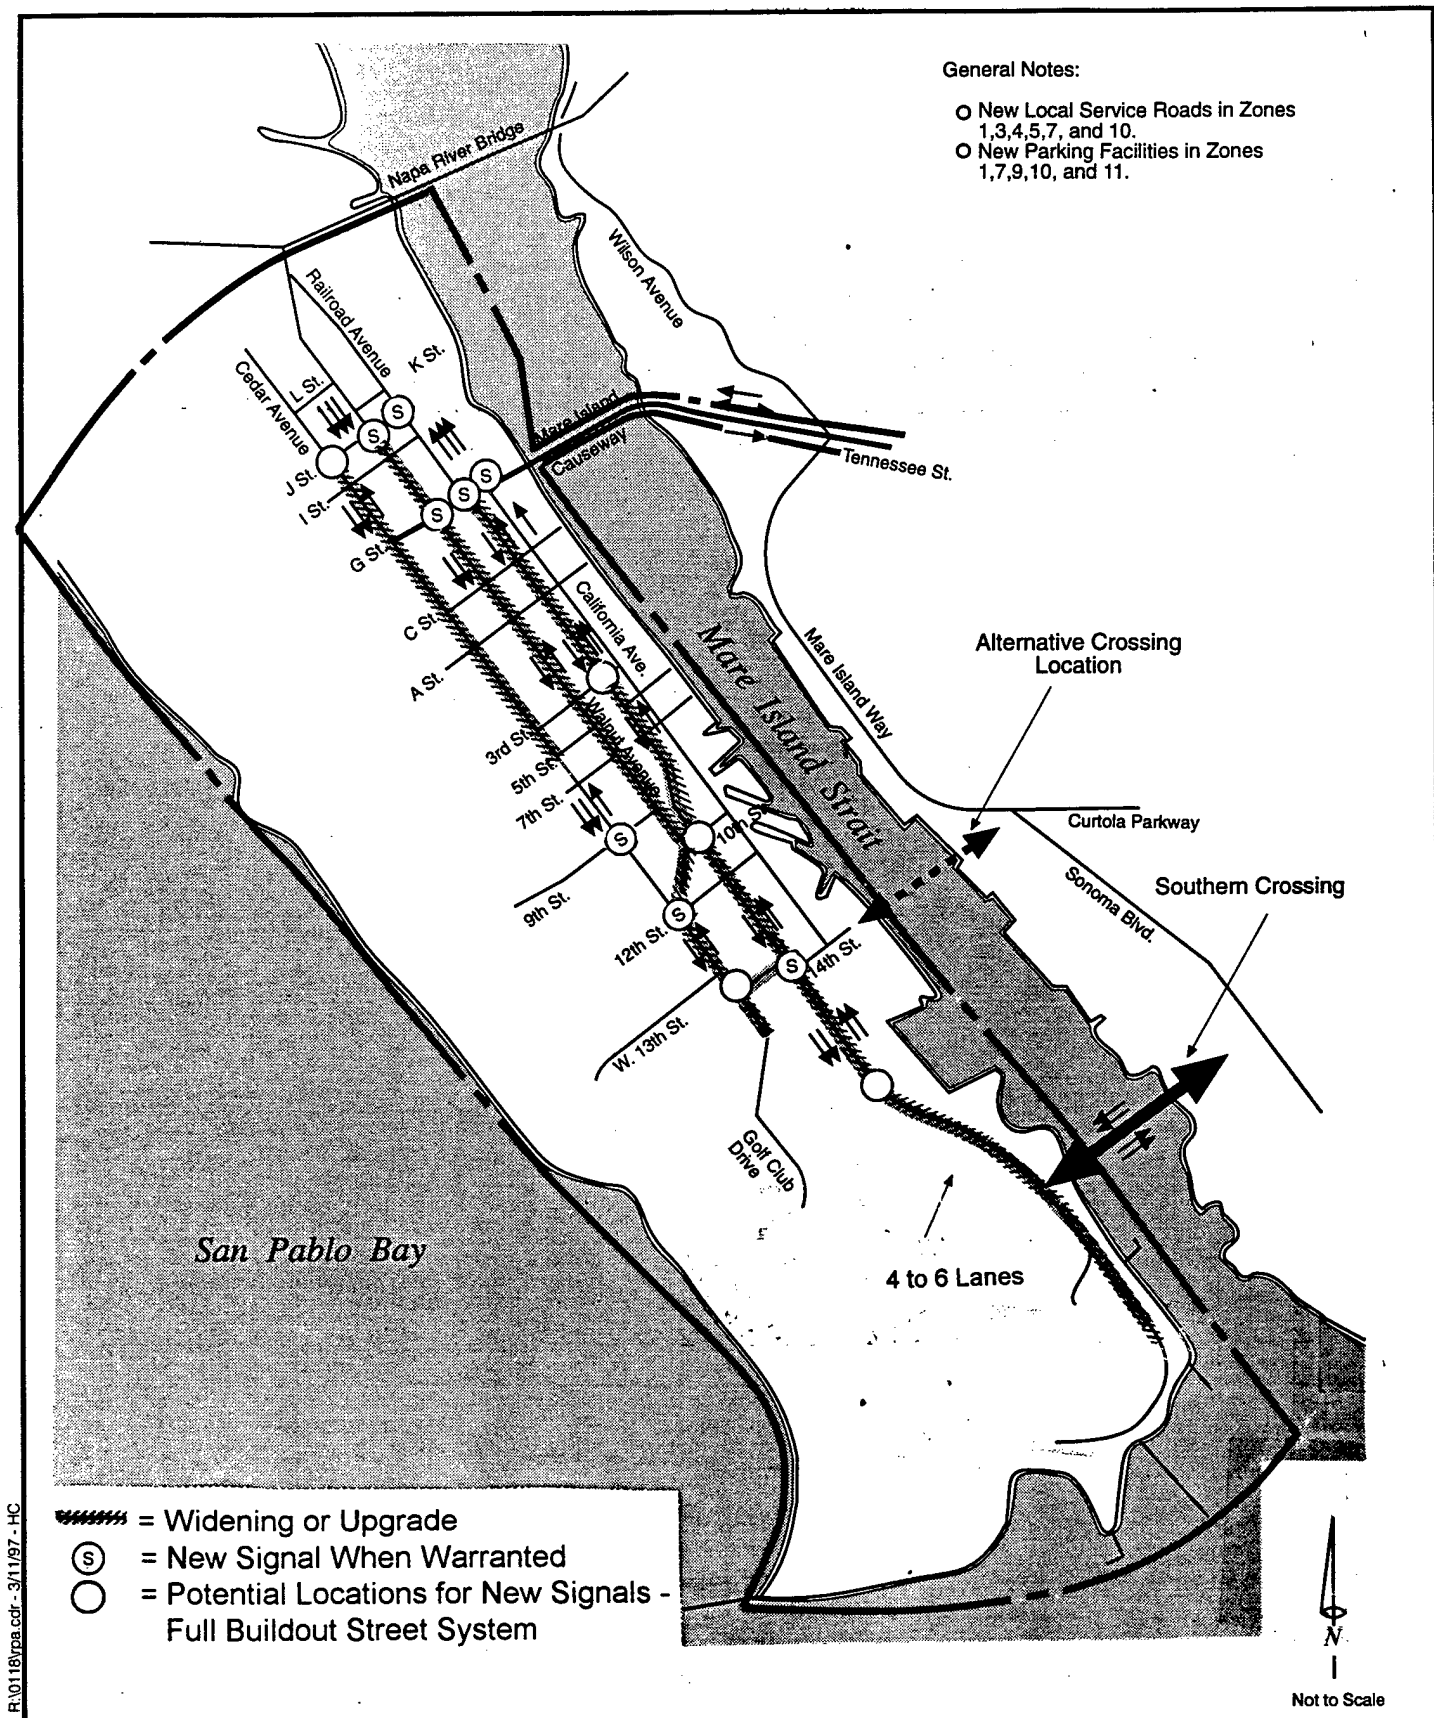 General Notes:
O New Local Service Roads in Zones
1,3,4,5,7, and 10.
O New Parking Facilities in Zones
1,7,9,10, and 11.
Napa River Bridge
Wilson Avenue
Railroad Avenue
K St.
L St.
Cedar Avenue
S
S
J St.
I St.
Mare Island
Causeway
Tennessee St.
S
S
S
G St.
C St.
A St.
California Ave.
Mare Island Strait
Mare Island Way
Alternative Crossing
Location
Walnut Avenue
3rd St.
5th St.
7th St.
S
10th St.
9th St.
Curtola Parkway
Sonoma Blvd.
Southern Crossing
S
12th St.
S
14th St.
W. 13th St.
Golf Club
Drive
San Pablo Bay
4 to 6 Lanes
= Widening or Upgrade
S = New Signal When Warranted
= Potential Locations for New Signals -
Full Buildout Street System
N
Not to Scale
R:\0118\yrpa.cdr - 3/11/97 - HC